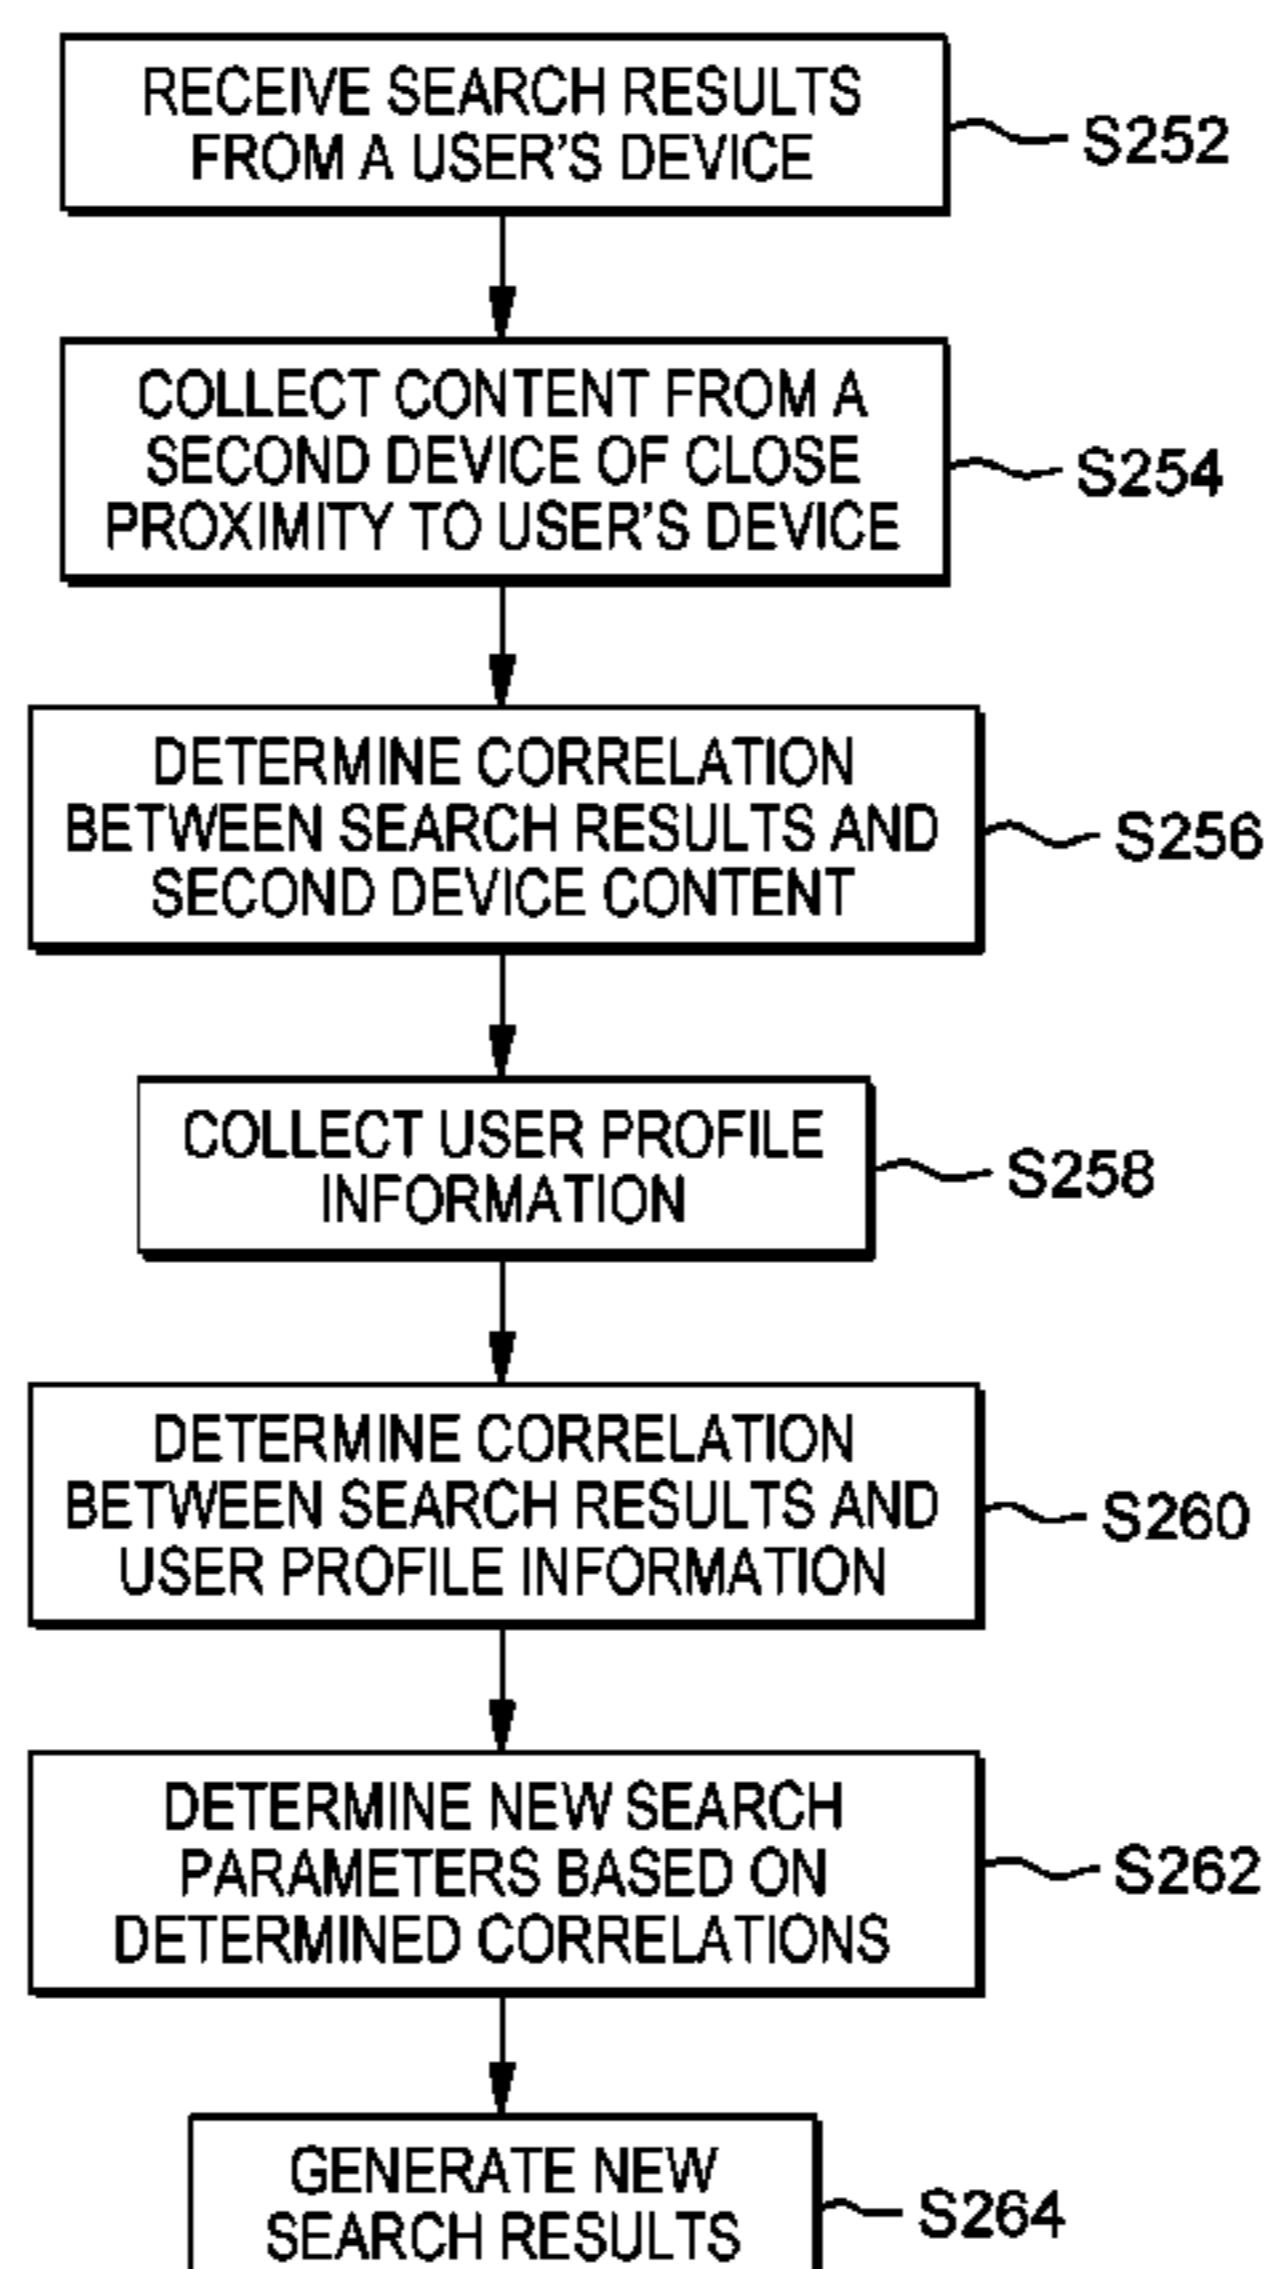 RECEIVE SEARCH RESULTS
FROM A USER'S DEVICE
S252
COLLECT CONTENT FROM A
SECOND DEVICE OF CLOSE
PROXIMITY TO USER'S DEVICE
S254
DETERMINE CORRELATION
BETWEEN SEARCH RESULTS AND
SECOND DEVICE CONTENT
S256
COLLECT USER PROFILE
INFORMATION
S258
DETERMINE CORRELATION
BETWEEN SEARCH RESULTS AND
USER PROFILE INFORMATION
S260
DETERMINE NEW SEARCH
PARAMETERS BASED ON
DETERMINED CORRELATIONS
S262
GENERATE NEW
SEARCH RESULTS
S264